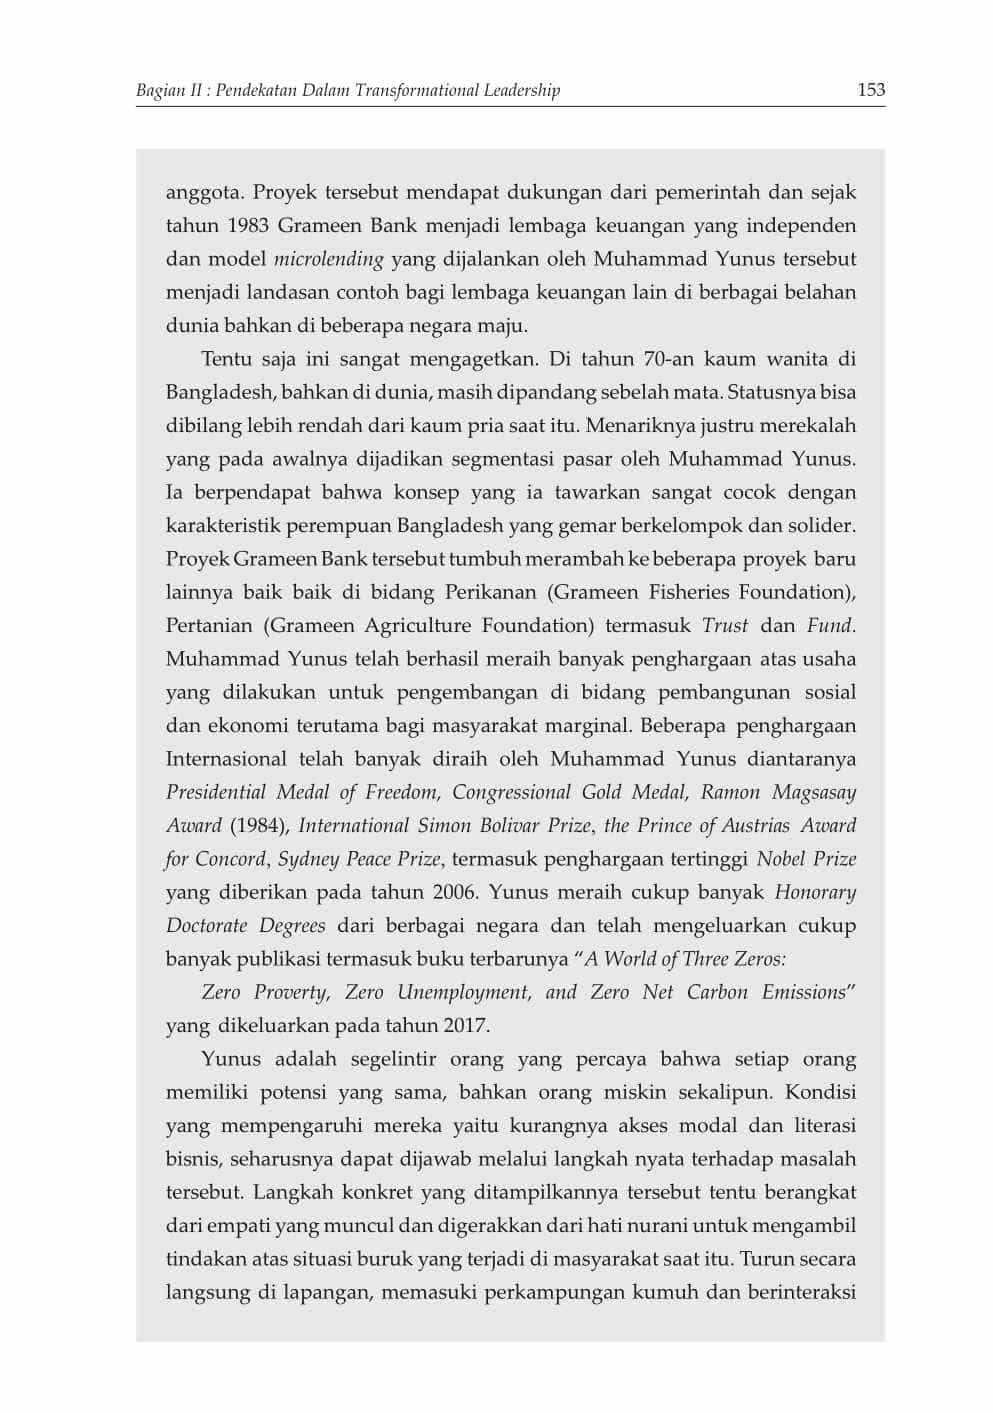 Bagian II : Pendekatan Dalam Transformational Leadership 153
anggota. Proyek tersebut mendapat dukungan dari pemerintah dan sejak
tahun 1983 Grameen Bank menjadi lembaga keuangan yang independen
dan model microlending yang dijalankan oleh Muhammad Yunus tersebut
menjadi landasan contoh bagi lembaga keuangan lain di berbagai belahan
dunia bahkan di beberapa negara maju.
Tentu saja ini sangat mengagetkan. Di tahun 70-an kaum wanita di
Bangladesh, bahkan di dunia, masih dipandang sebelah mata. Statusnya bisa
dibilang lebih rendah dari kaum pria saat itu. Menariknya justru merekalah
yang pada awalnya dijadikan segmentasi pasar oleh Muhammad Yunus.
Ia berpendapat bahwa konsep yang ia tawarkan sangat cocok dengan
karakteristik perempuan Bangladesh yang gemar berkelompok dan solider.
Proyek Grameen Bank tersebut tumbuh merambah ke beberapa proyek baru
lainnya baik baik di bidang Perikanan (Grameen Fisheries Foundation),
Pertanian (Grameen Agriculture Foundation) termasuk Trust dan Fund.
Muhammad Yunus telah berhasil meraih banyak penghargaan atas usaha
yang dilakukan untuk pengembangan di bidang pembangunan sosial
dan ekonomi terutama bagi masyarakat marginal. Beberapa penghargaan
Internasional telah banyak diraih oleh Muhammad Yunus diantaranya
Presidential Medal of Freedom, Congressional Gold Medal, Ramon Magsasay
Award (1984), International Simon Bolivar Prize, the Prince of Austrias Award
for Concord, Sydney Peace Prize, termasuk penghargaan tertinggi Nobel Prize
yang diberikan pada tahun 2006. Yunus meraih cukup banyak Honorary
Doctorate Degrees dari berbagai negara dan telah mengeluarkan cukup
banyak publikasi termasuk buku terbarunya “A World of Three Zeros:
Zero Proverty, Zero Unemployment, and Zero Net Carbon Emissions”
yang dikeluarkan pada tahun 2017.
Yunus adalah segelintir orang yang percaya bahwa setiap orang
memiliki potensi yang sama, bahkan orang miskin sekalipun. Kondisi
yang mempengaruhi mereka yaitu kurangnya akses modal dan literasi
bisnis, seharusnya dapat dijawab melalui langkah nyata terhadap masalah
tersebut. Langkah konkret yang ditampilkannya tersebut tentu berangkat
dari empati yang muncul dan digerakkan dari hati nurani untuk mengambil
tindakan atas situasi buruk yang terjadi di masyarakat saat itu. Turun secara
langsung di lapangan, memasuki perkampungan kumuh dan berinteraksi